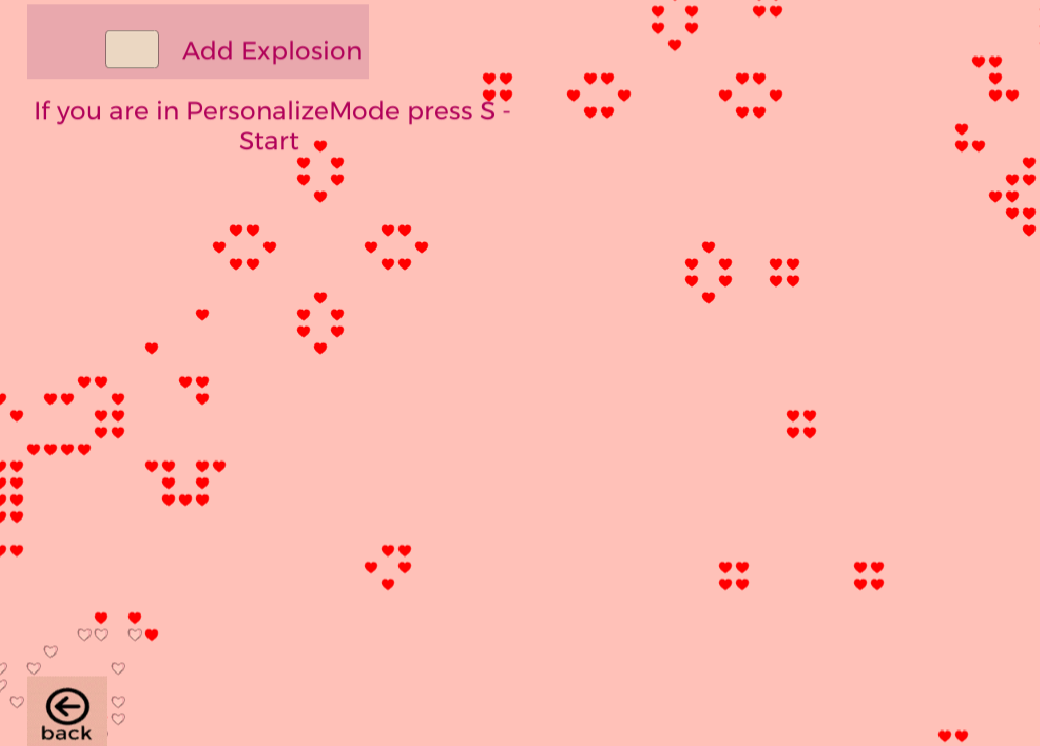 Add Explosion
If you are in PersonalizeMode press S -
Start
back